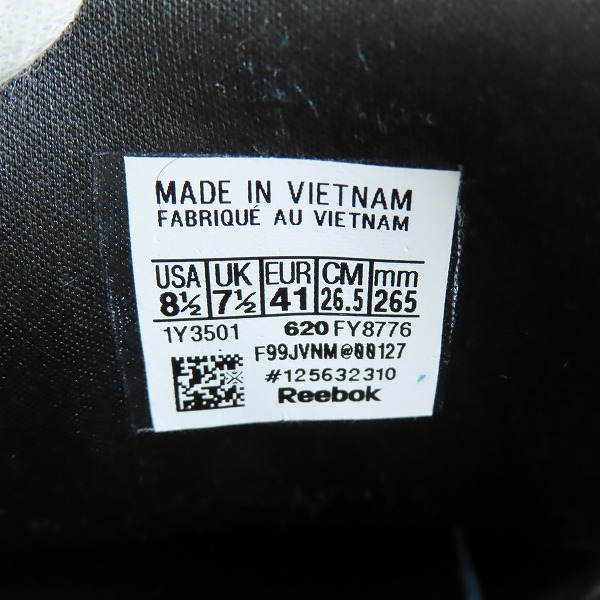 MADE IN VIETNAM
FABRIQUÉ AU VIETNAM
USA UK EUR CM mm
8½ 7½ 41 26.5 265
1Y3501 620 FY8776
F99JVNM@00127
#125632310
Reebok